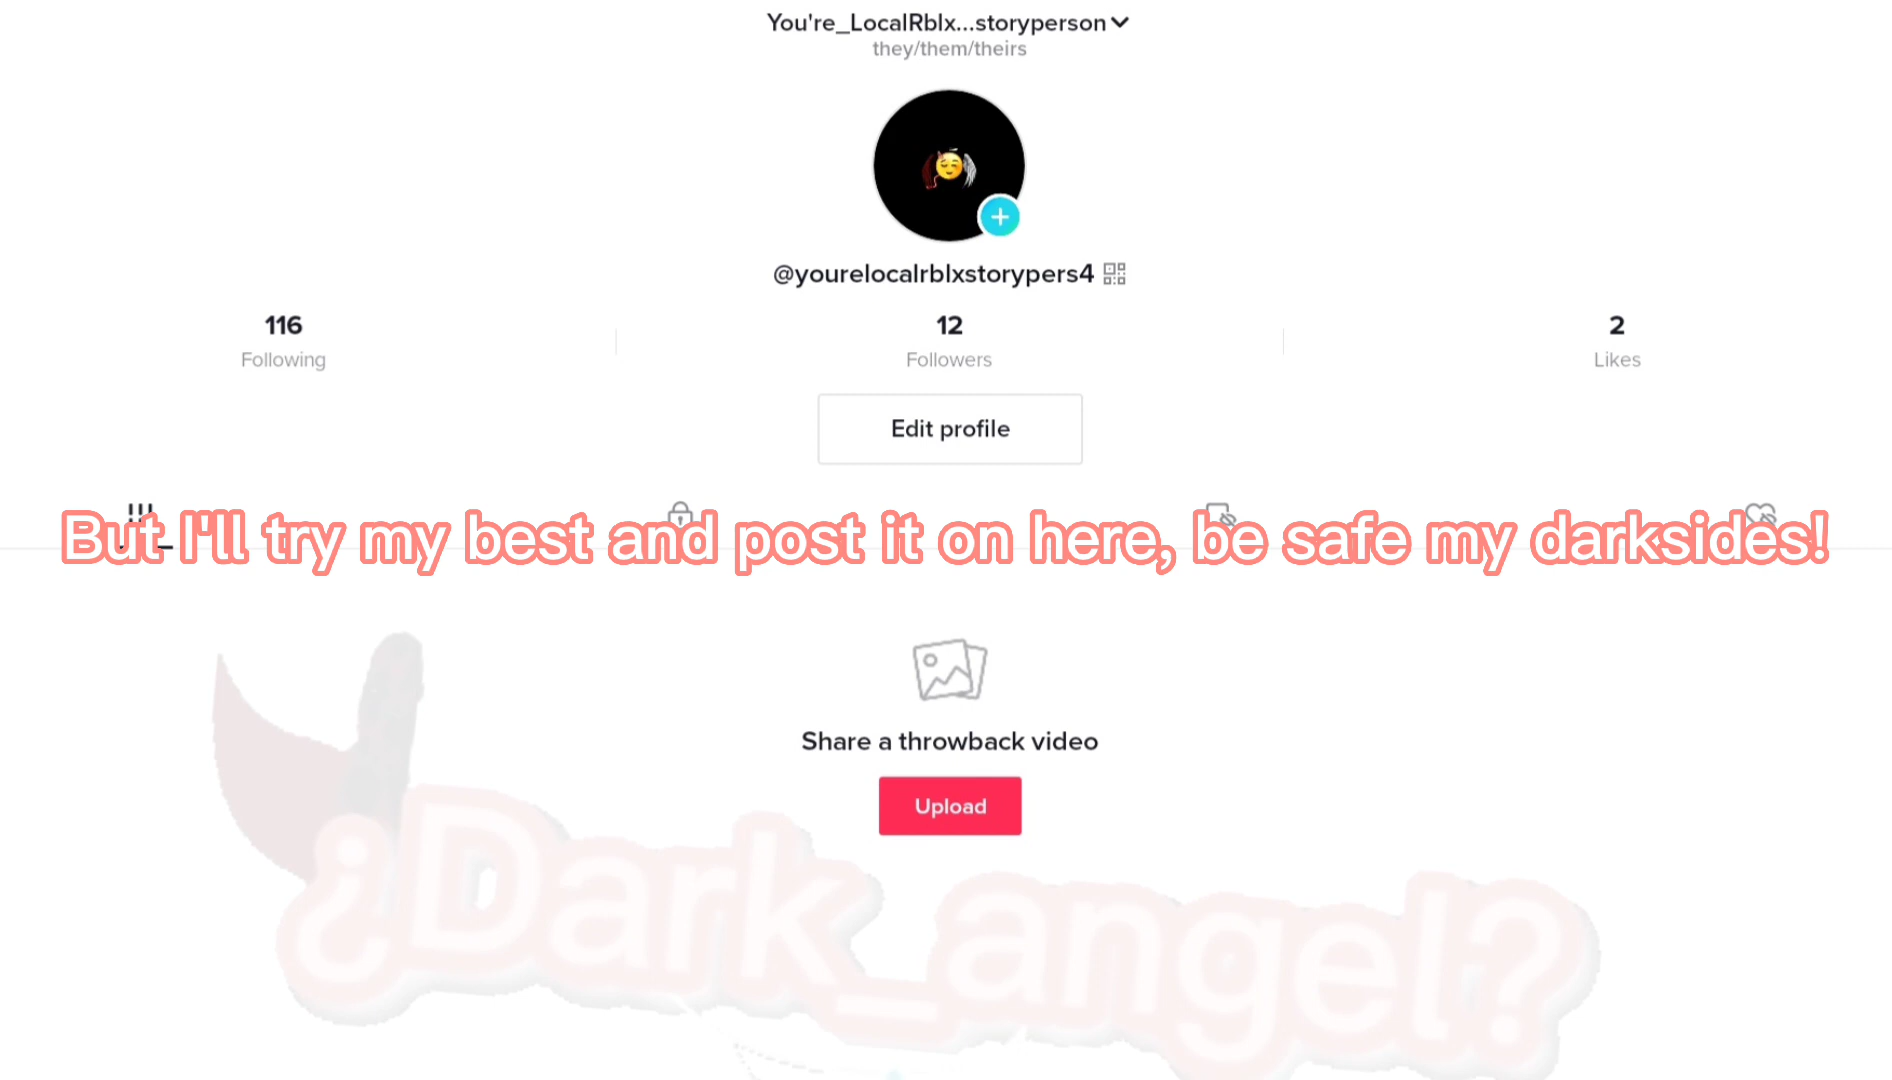 You're_LocalRblx...storyperson
they/them/theirs
@yourelocalrblxstorypers4
116
Following
12
Followers
2
Likes
Edit profile
But I'll try my best and post it on here, be safe my darksides!
Share a throwback video
Upload
¿Dark_angel?